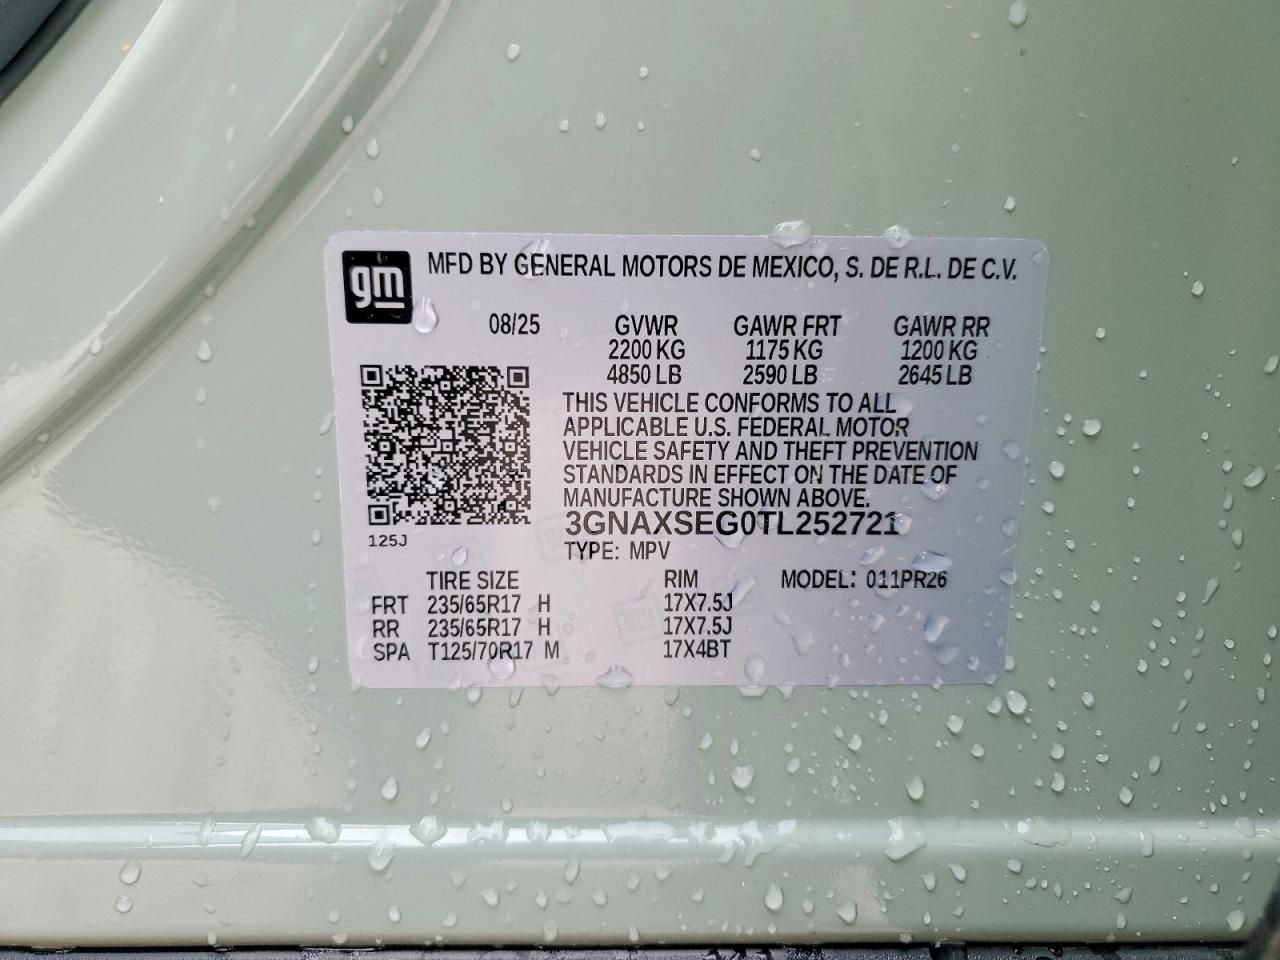 gm MFD BY GENERAL MOTORS DE MEXICO, S. DE R.L. DE C.V.
08/25 GVWR GAWR FRT GAWR RR
2200 KG 1175 KG 1200 KG
4850 LB 2590 LB 2645 LB
THIS VEHICLE CONFORMS TO ALL
APPLICABLE U.S. FEDERAL MOTOR
VEHICLE SAFETY AND THEFT PREVENTION
STANDARDS IN EFFECT ON THE DATE OF
MANUFACTURE SHOWN ABOVE.
3GNAXSEG0TL252721
125J TYPE: MPV
TIRE SIZE RIM MODEL: 011PR26
FRT 235/65R17 H 17X7.5J
RR 235/65R17 H 17X7.5J
SPA T125/70R17 M 17X4BT